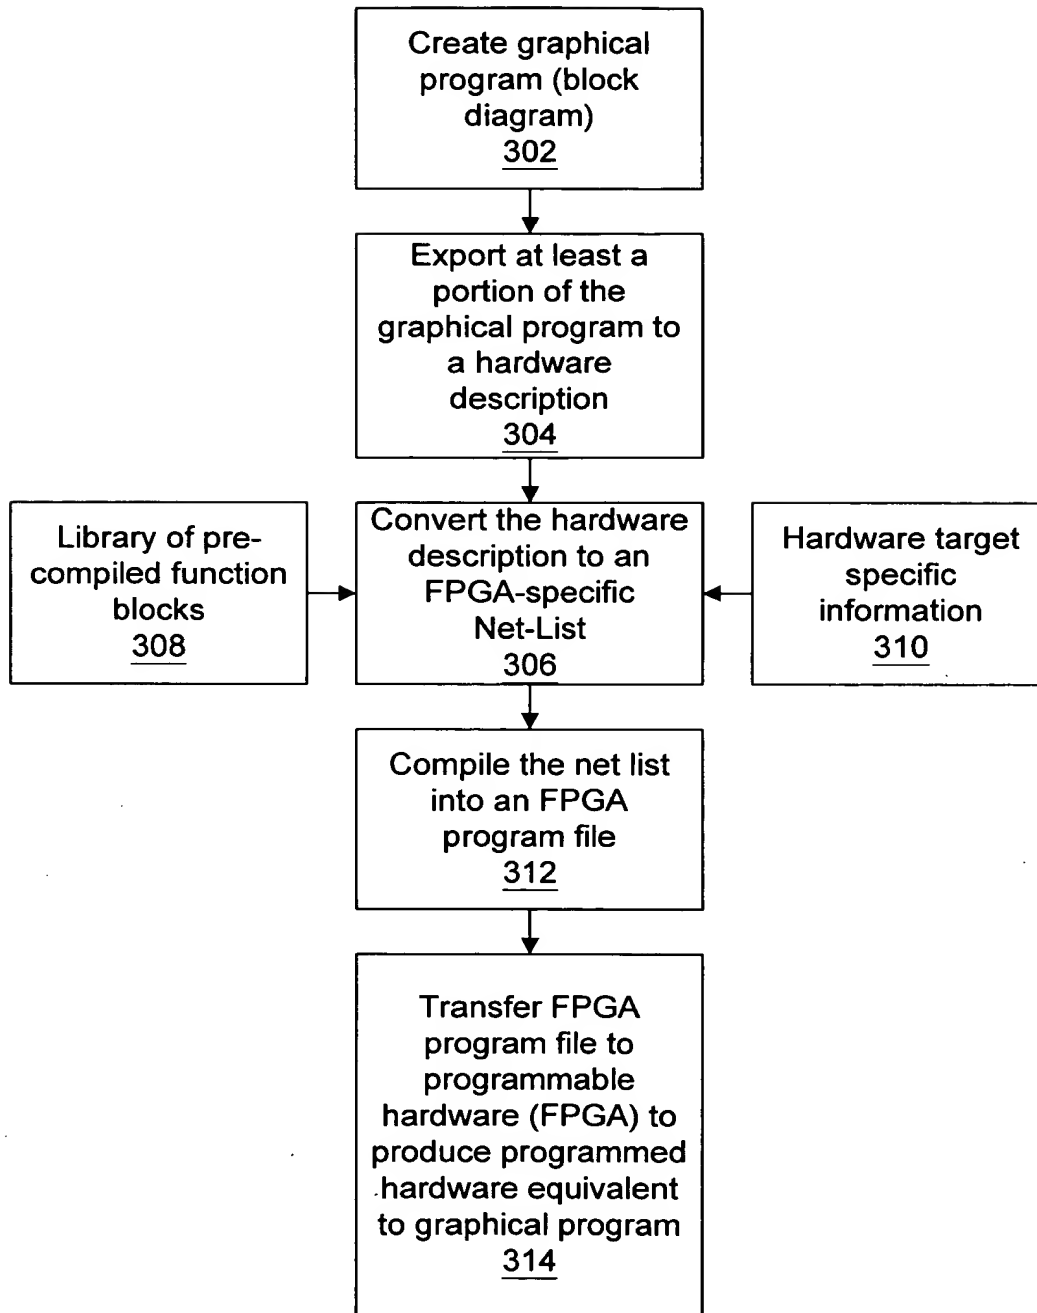 Create graphical
program (block
diagram)
302
Export at least a
portion of the
graphical program to
a hardware
description
304
Library of pre-
compiled function
blocks
308
Convert the hardware
description to an
FPGA-specific
Net-List
306
Hardware target
specific
information
310
Compile the net list
into an FPGA
program file
312
Transfer FPGA
program file to
programmable
hardware (FPGA) to
produce programmed
hardware equivalent
to graphical program
314